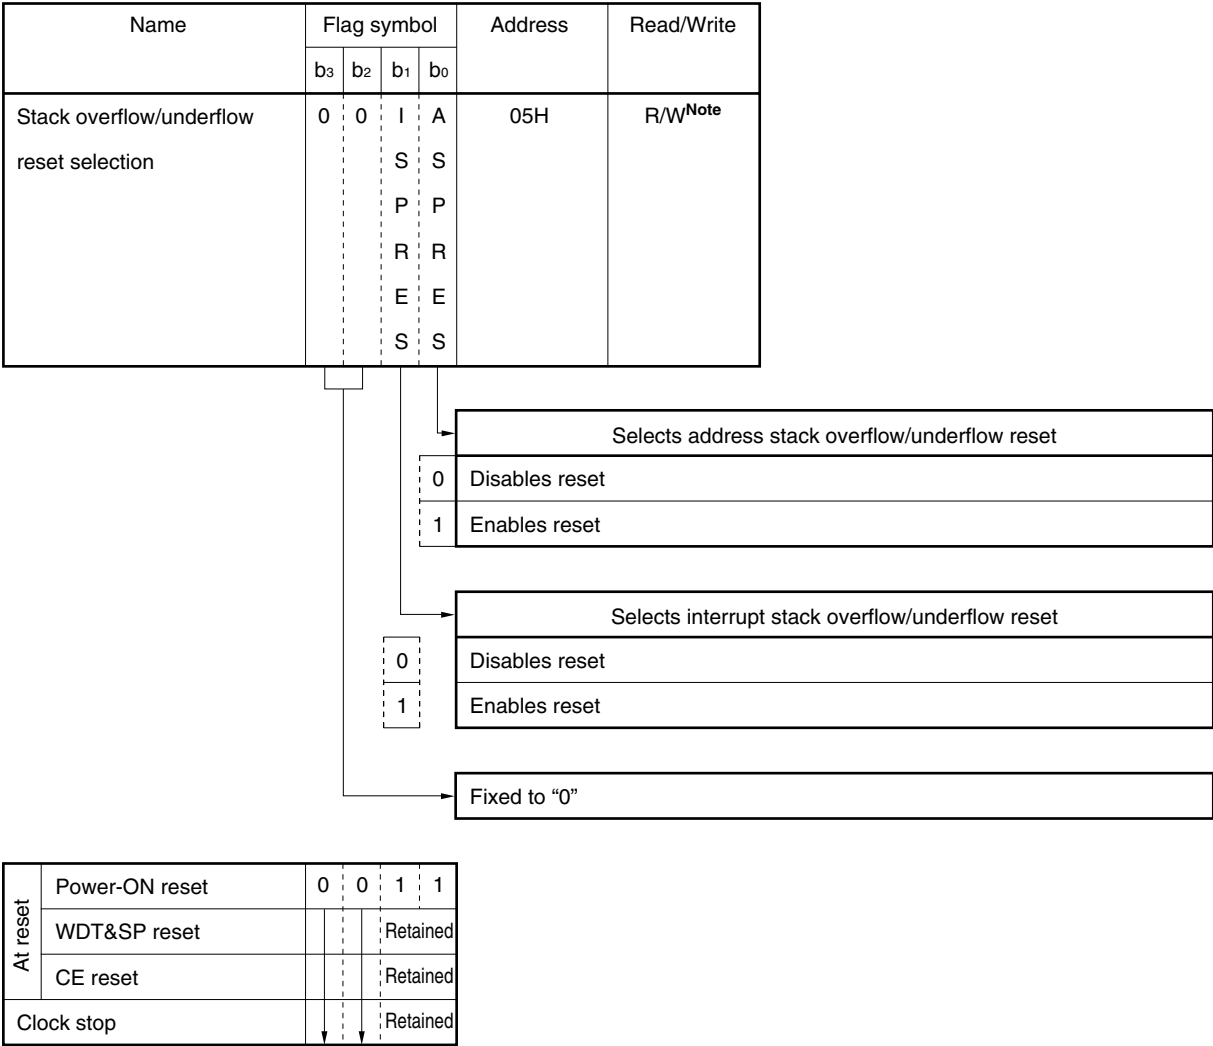 Name Flag symbol Address Read/Write
b3 b2 b1 b0
Stack overflow/underflow 0 0 I A 05H R/WNote
reset selection S S
P P
R R
E E
S S
Selects address stack overflow/underflow reset
0 Disables reset
1 Enables reset
Selects interrupt stack overflow/underflow reset
0 Disables reset
1 Enables reset
Fixed to “0”
At reset
Power-ON reset 0 0 1 1
WDT&SP reset Retained
CE reset Retained
Clock stop Retained